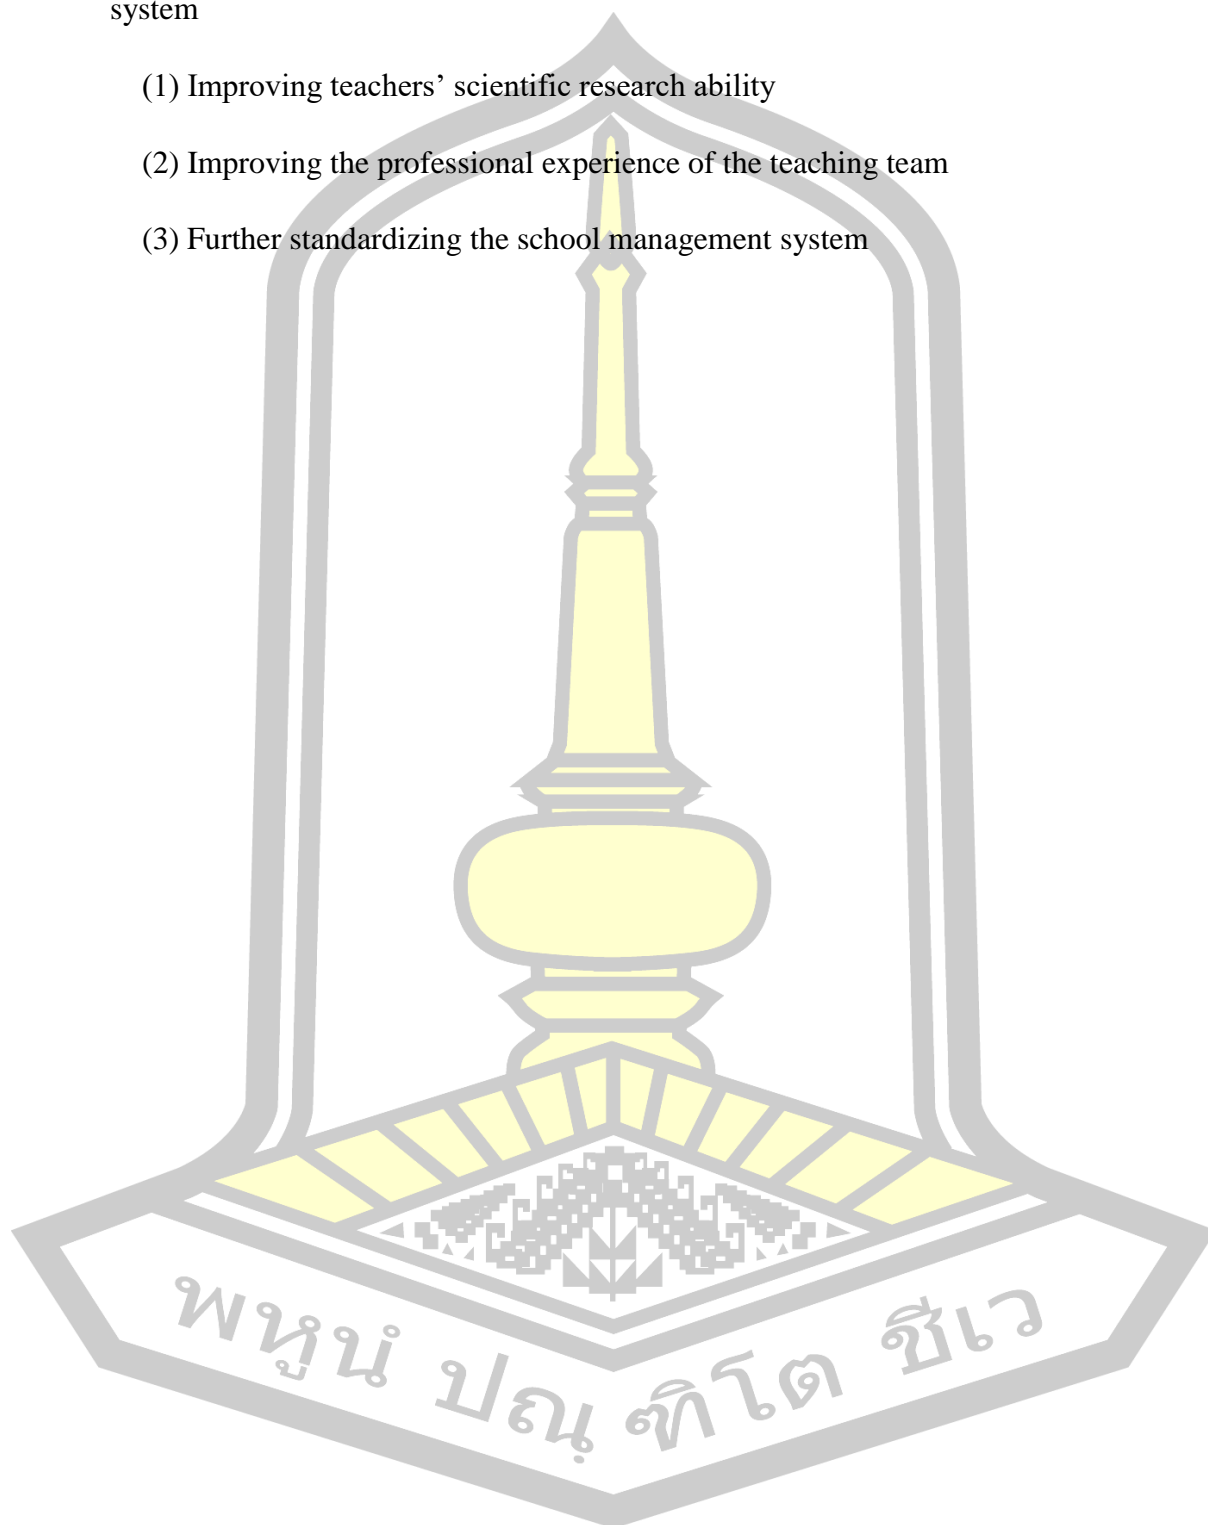 system
(1) Improving teachers’ scientific research ability
(2) Improving the professional experience of the teaching team
(3) Further standardizing the school management system
พหูนํ ปณฺฑิโต ชีเว